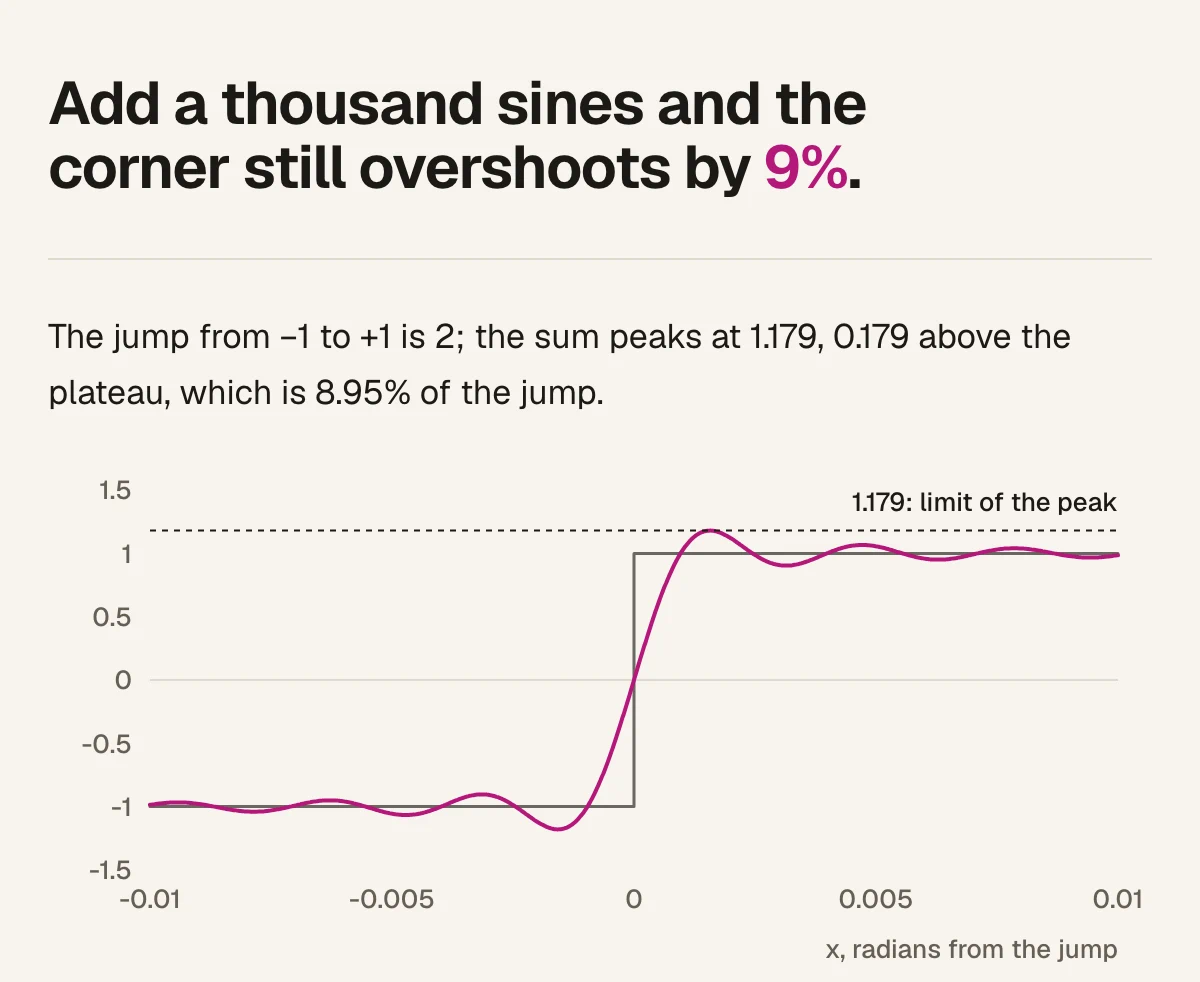 Add a thousand sines and the
corner still overshoots by 9%.
The jump from −1 to +1 is 2; the sum peaks at 1.179, 0.179 above the
plateau, which is 8.95% of the jump.
1.5
1.179: limit of the peak
1
0.5
0
-0.5
-1
-1.5
-0.01 -0.005 0 0.005 0.01
x, radians from the jump